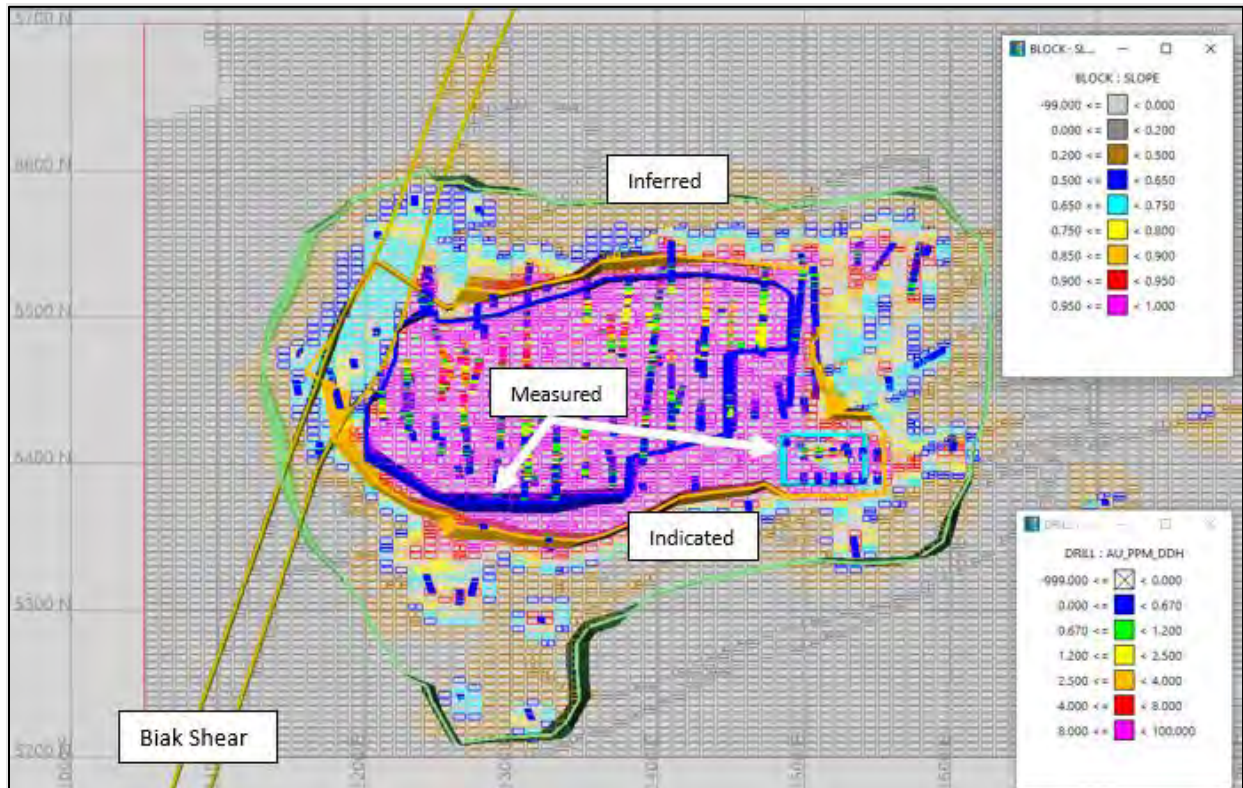 5700 N
5600 N
5500 N
5400 N
5300 N
5200 N
Inferred
Measured
Indicated
Biak Shear
BLOCK - SL...
BLOCK : SLOPE
-99.000 <= < 0.000
0.000 <= < 0.200
0.200 <= < 0.500
0.500 <= < 0.650
0.650 <= < 0.750
0.750 <= < 0.800
0.850 <= < 0.900
0.900 <= < 0.950
0.950 <= < 1.000
DRILL : AU_PPM_DDH
-999.000 <= < 0.000
0.000 <= < 0.670
0.670 <= < 1.200
1.200 <= < 2.500
2.500 <= < 4.000
4.000 <= < 8.000
8.000 <= < 100.000